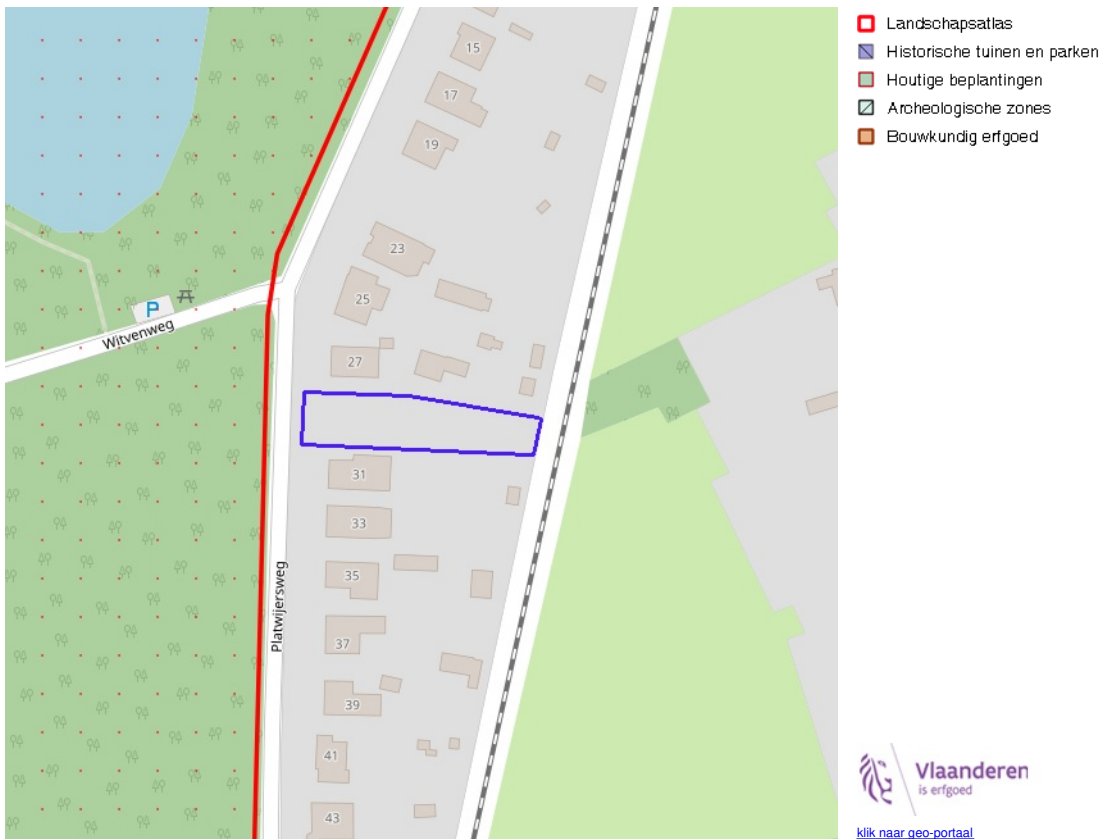 15
17
19
23
25
P
Witvenweg
27
31
33
35
Platwijersweg
37
39
41
43
Landschapsatlas
Historische tuinen en parken
Houtige beplantingen
Archeologische zones
Bouwkundig erfgoed
Vlaanderen
is erfgoed
klik naar geo-portaal